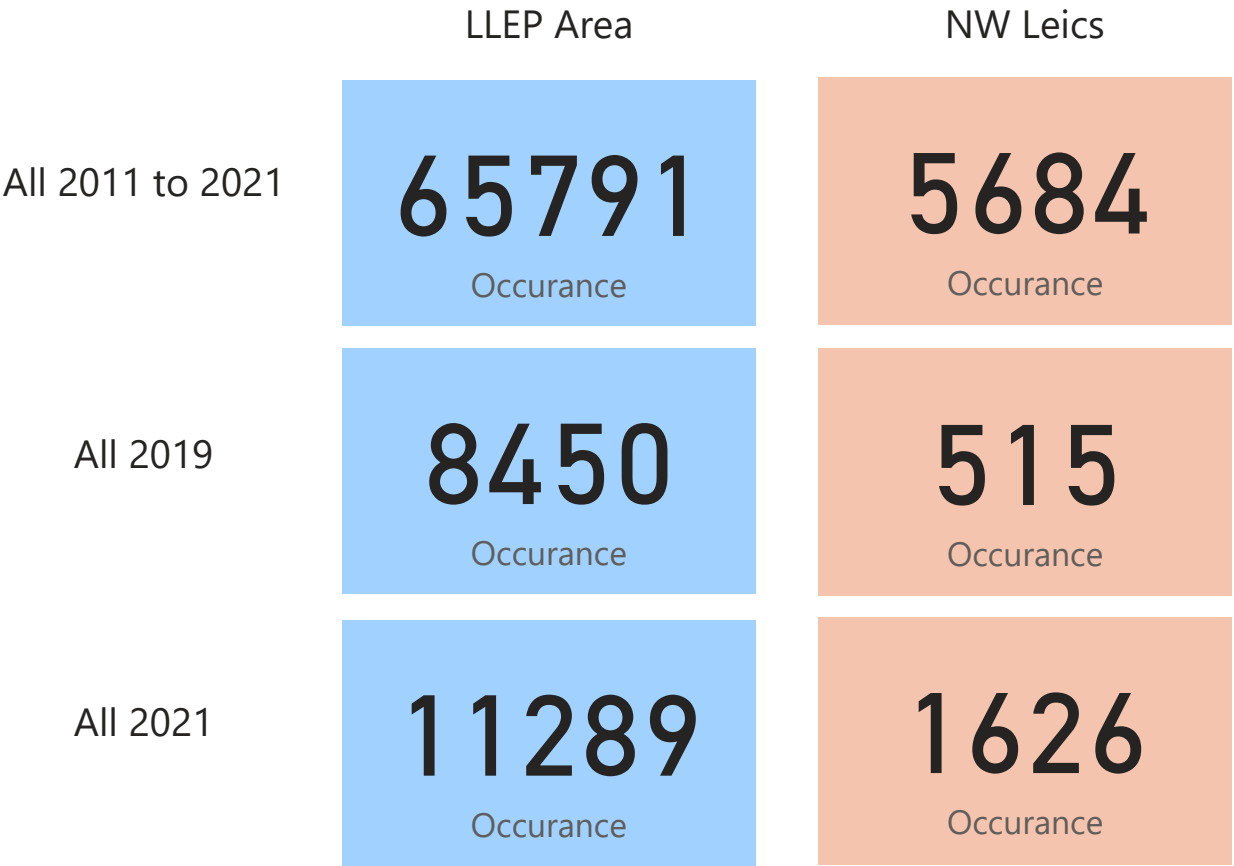 LLEP Area
NW Leics
All 2011 to 2021
65791
Occurance
5684
Occurance
All 2019
8450
Occurance
515
Occurance
All 2021
11289
Occurance
1626
Occurance